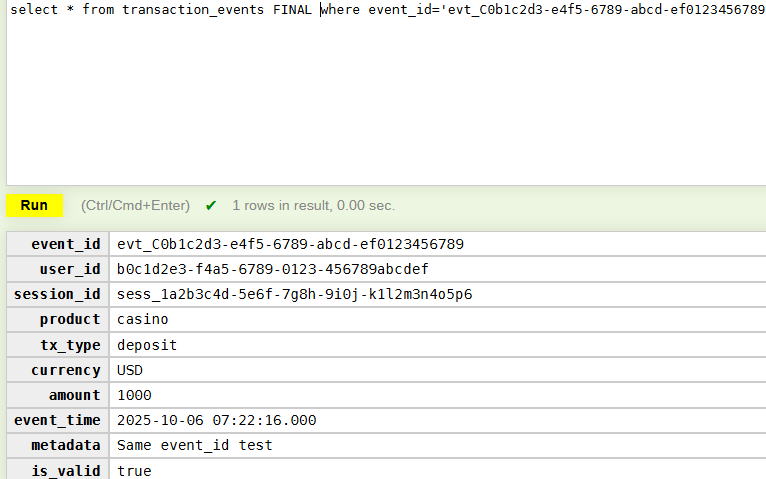 select * from transaction_events FINAL where event_id='evt_C0b1c2d3-e4f5-6789-abcd-ef0123456789
Run (Ctrl/Cmd+Enter) ✔ 1 rows in result, 0.00 sec.
event_id evt_C0b1c2d3-e4f5-6789-abcd-ef0123456789
user_id b0c1d2e3-f4a5-6789-0123-456789abcdef
session_id sess_1a2b3c4d-5e6f-7g8h-9i0j-k1l2m3n4o5p6
product casino
tx_type deposit
currency USD
amount 1000
event_time 2025-10-06 07:22:16.000
metadata Same event_id test
is_valid true